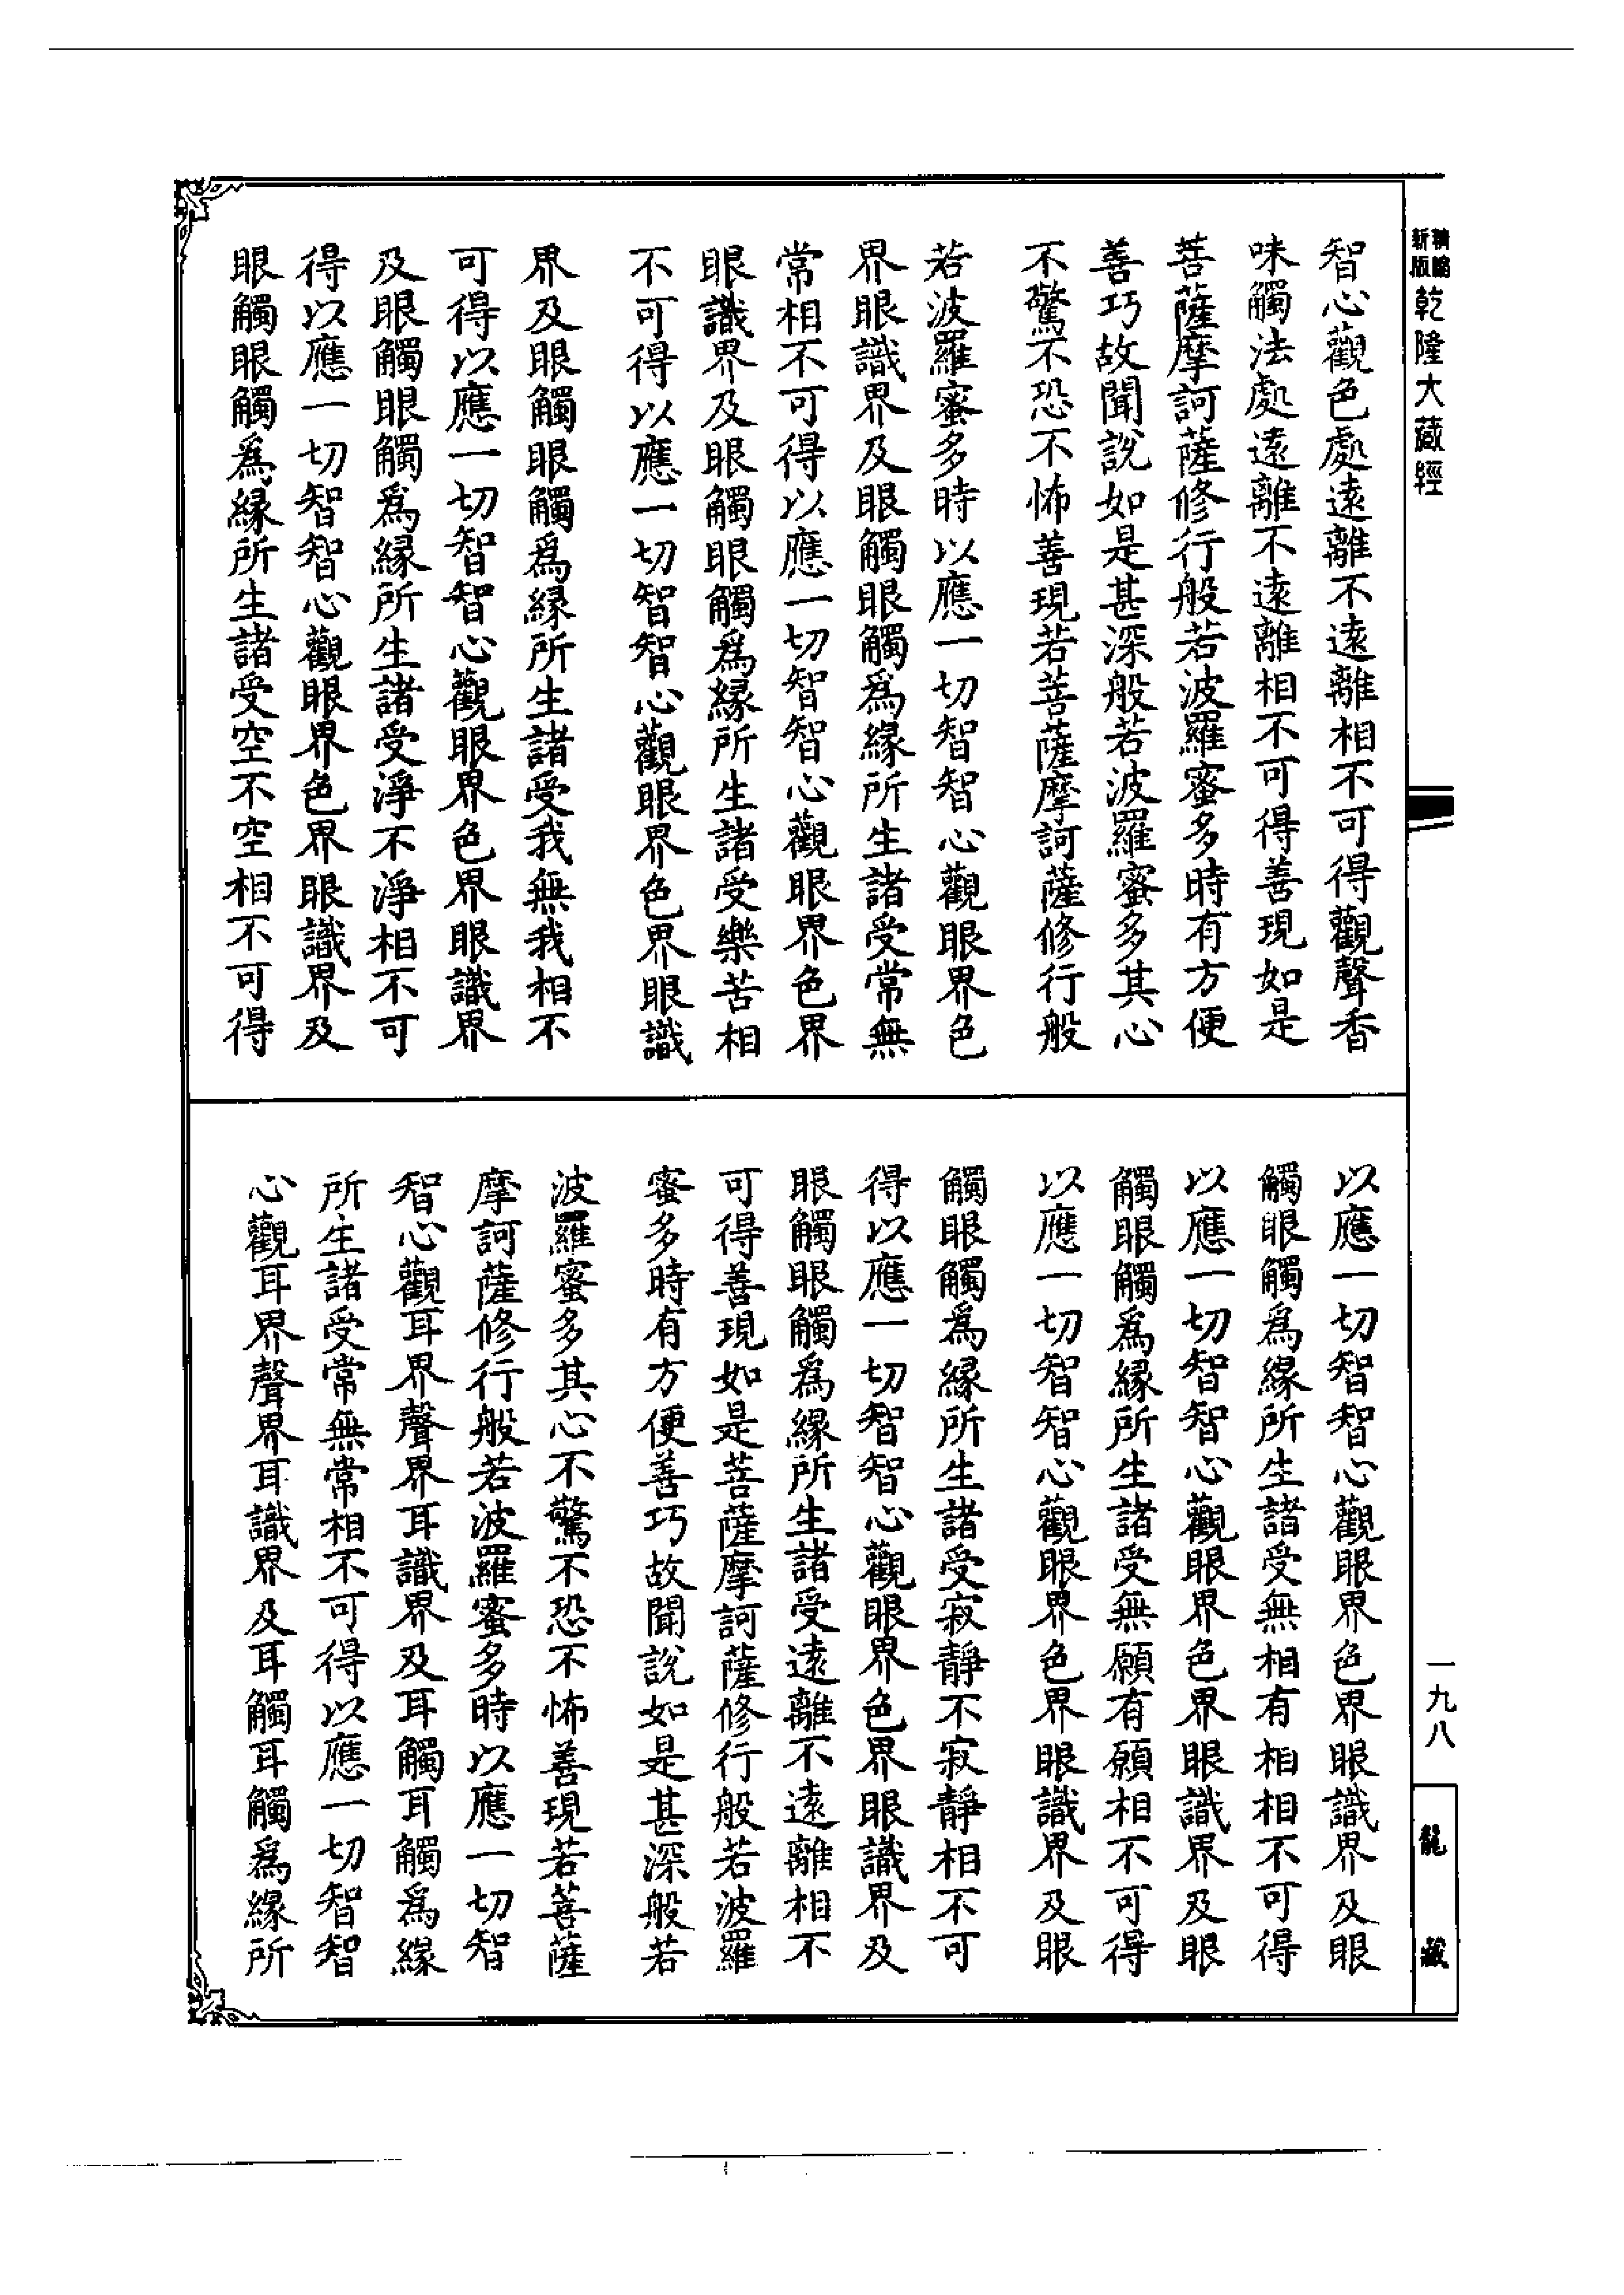 新版精縮乾隆大藏經
智心觀色處遠離不遠離相不可得觀聲香
味觸法處遠離不遠離相不可得善現如是
菩薩摩訶薩修行般若波羅蜜多時有方便
善巧故聞說如是甚深般若波羅蜜多其心
不驚不恐不怖善現若菩薩摩訶薩修行般
若波羅蜜多時以應一切智智心觀眼界色
界眼識界及眼觸眼觸爲緣所生諸受常無
常相不可得以應一切智智心觀眼界色界
眼識界及眼觸眼觸爲緣所生諸受樂苦相
不可得以應一切智智心觀眼界色界眼識
界及眼觸眼觸爲緣所生諸受我無我相不
可得以應一切智智心觀眼界色界眼識界
及眼觸眼觸爲緣所生諸受淨不淨相不可
得以應一切智智心觀眼界色界眼識界及
眼觸眼觸爲緣所生諸受空不空相不可得
以應一切智智心觀眼界色界眼識界及眼
觸眼觸爲緣所生諸受無相有相相不可得
以應一切智智心觀眼界色界眼識界及眼
觸眼觸爲緣所生諸受無願有願相不可得
以應一切智智心觀眼界色界眼識界及眼
觸眼觸爲緣所生諸受寂靜不寂靜相不可
得以應一切智智心觀眼界色界眼識界及
眼觸眼觸爲緣所生諸受遠離不遠離相不
可得善現如是菩薩摩訶薩修行般若波羅
蜜多時有方便善巧故聞說如是甚深般若
波羅蜜多其心不驚不恐不怖善現若菩薩
摩訶薩修行般若波羅蜜多時以應一切智
智心觀耳界聲界耳識界及耳觸耳觸爲緣
所生諸受常無常相不可得以應一切智智
心觀耳界聲界耳識界及耳觸耳觸爲緣所
一九八
龍藏